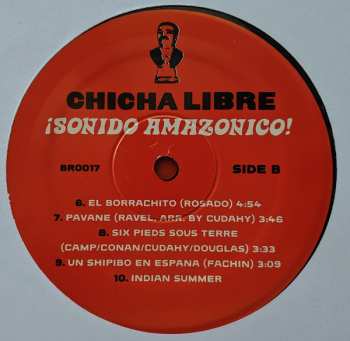 CHICHA LIBRE
¡SONIDO AMAZONICO!
BR0017 SIDE B
6. EL BORRACHITO (ROSADO) 4:54
7. PAVANE (RAVEL, ARR. BY CUDAHY) 3:46
8. SIX PIEDS SOUS TERRE
(CAMP/CONAN/CUDAHY/DOUGLAS) 3:33
9. UN SHIPIBO EN ESPANA (FACHIN) 3:09
10. INDIAN SUMMER